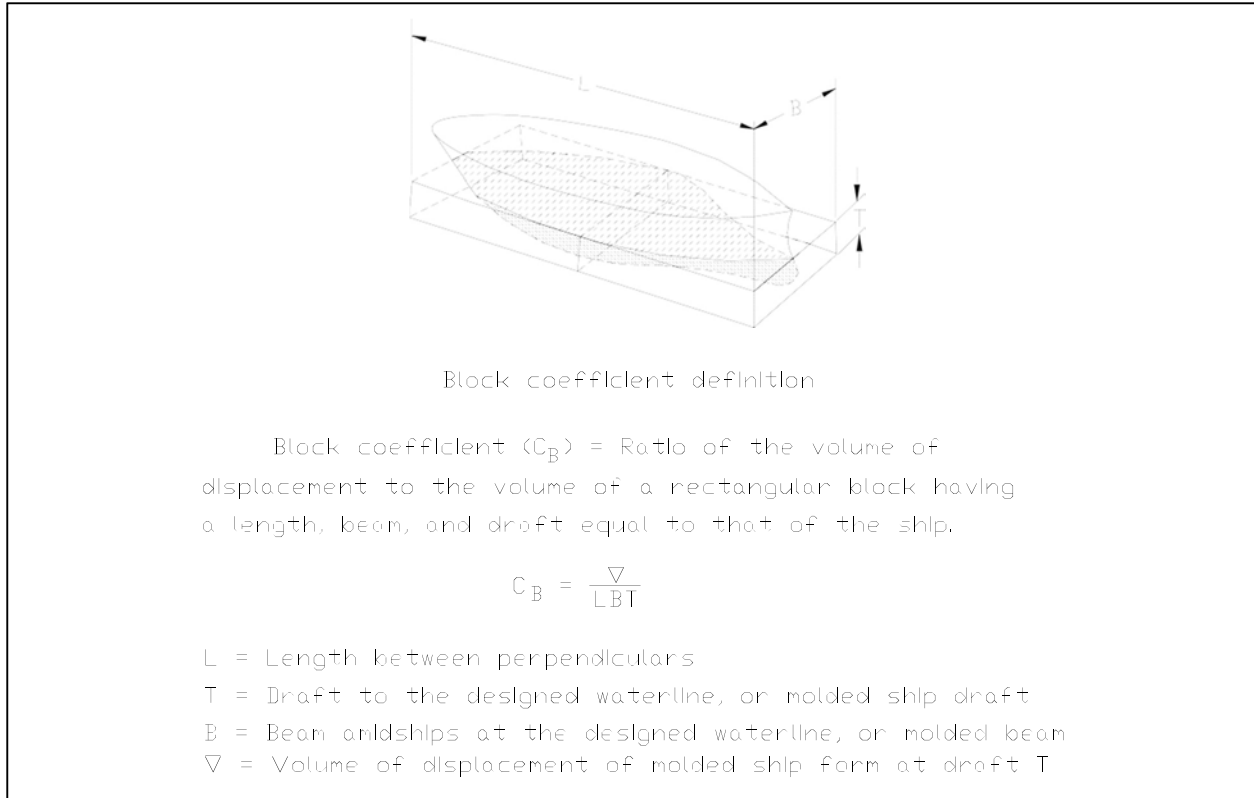 L
B
T
Block coefficient definition
Block coefficient (C_B) = Ratio of the volume of
displacement to the volume of a rectangular block having
a length, beam, and draft equal to that of the ship.
C_B = ∇/LBT
L = Length between perpendiculars
T = Draft to the designed waterline, or molded ship draft
B = Beam amidships at the designed waterline, or molded beam
∇ = Volume of displacement of molded ship form at draft T